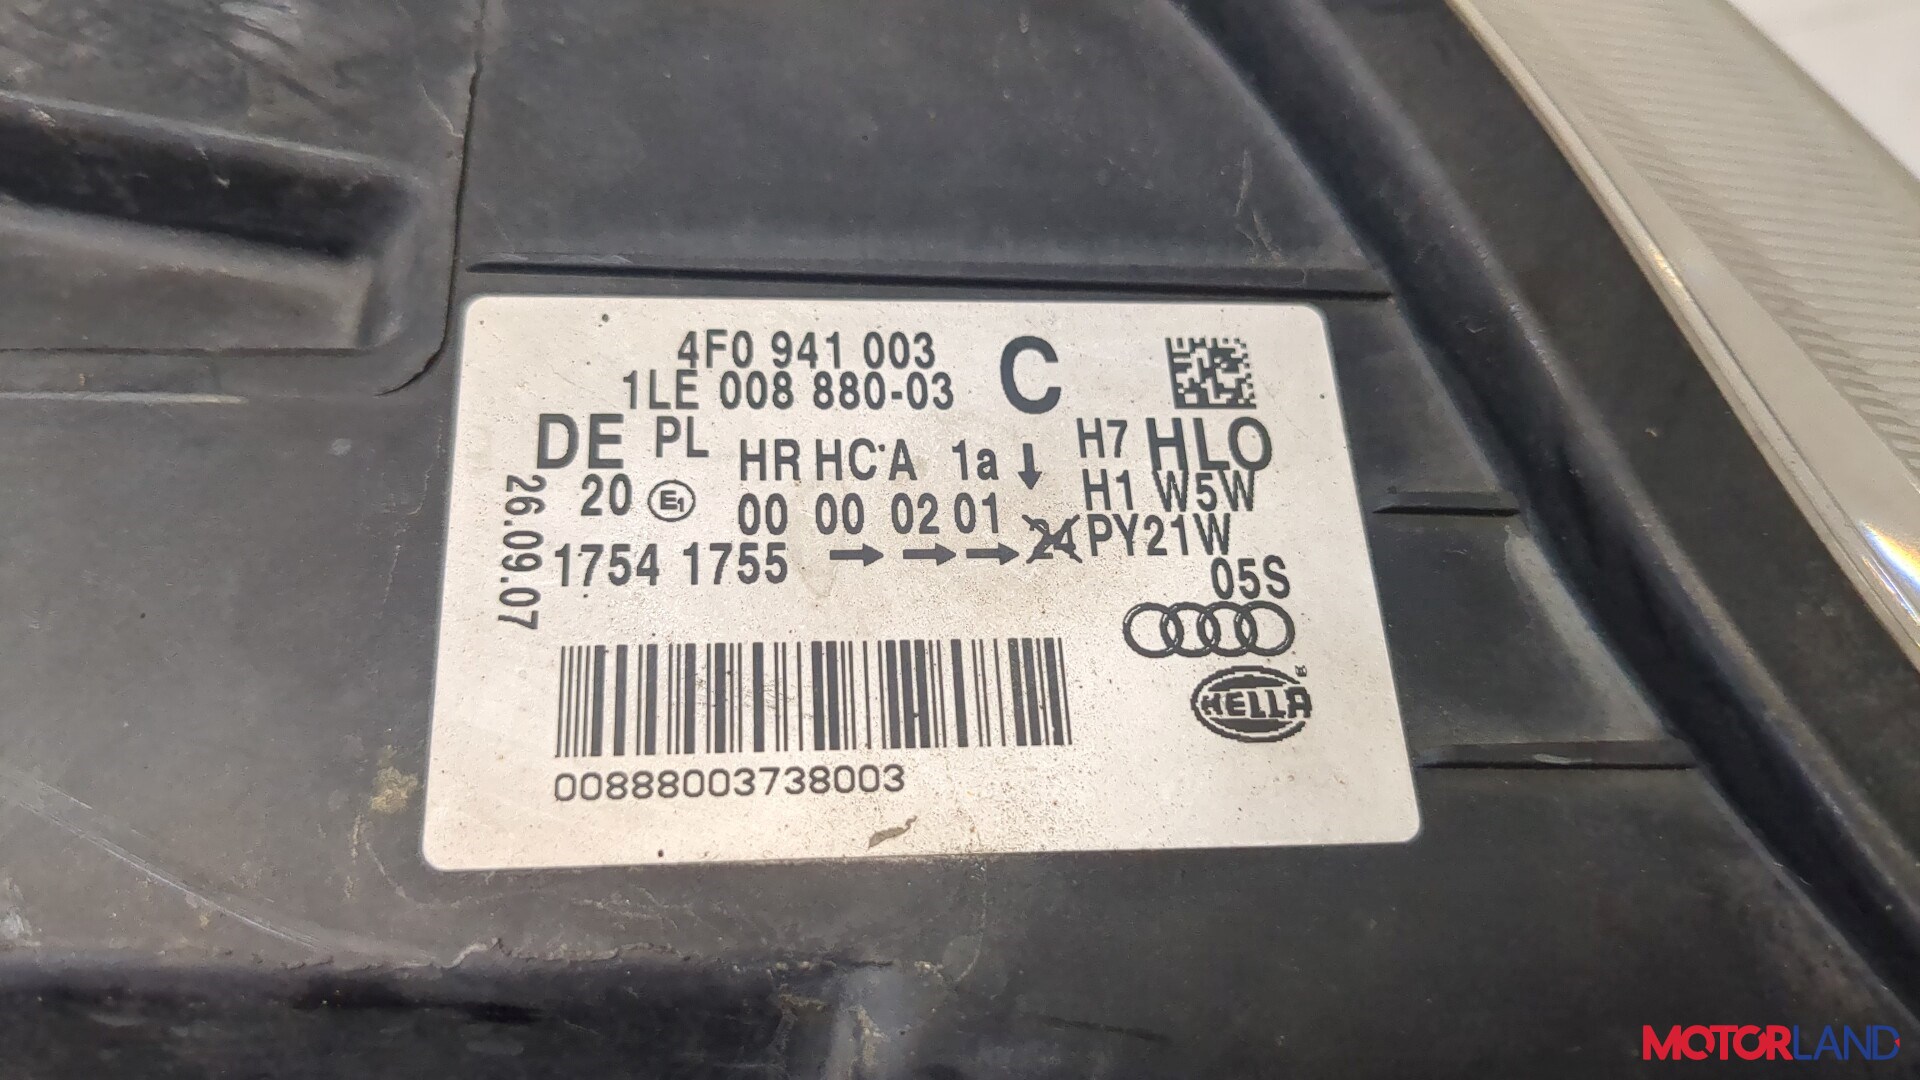 4F0 941 003 C
1LE 008 880-03
DE PL HR HC A 1a ↓ H7 HLO
20 E1 00 00 02 01 H1 W5W
1754 1755 → → → 24 PY21W
05S
26.09.07
HELLA
00888003738003
MOTORLAND